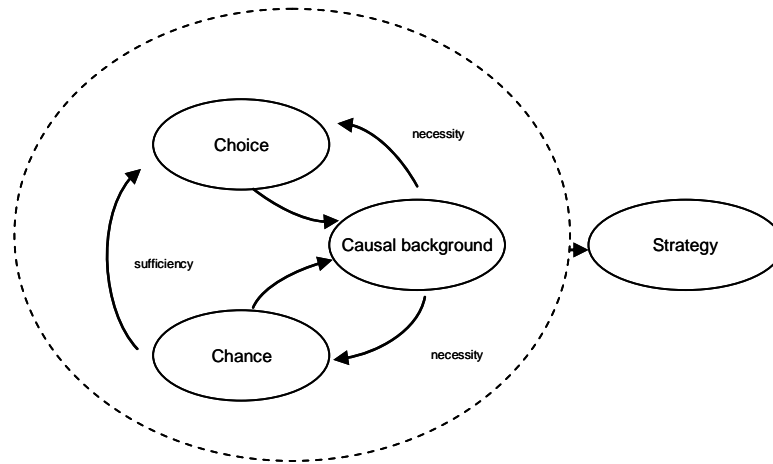 Choice
necessity
Causal background
Strategy
sufficiency
Chance
necessity